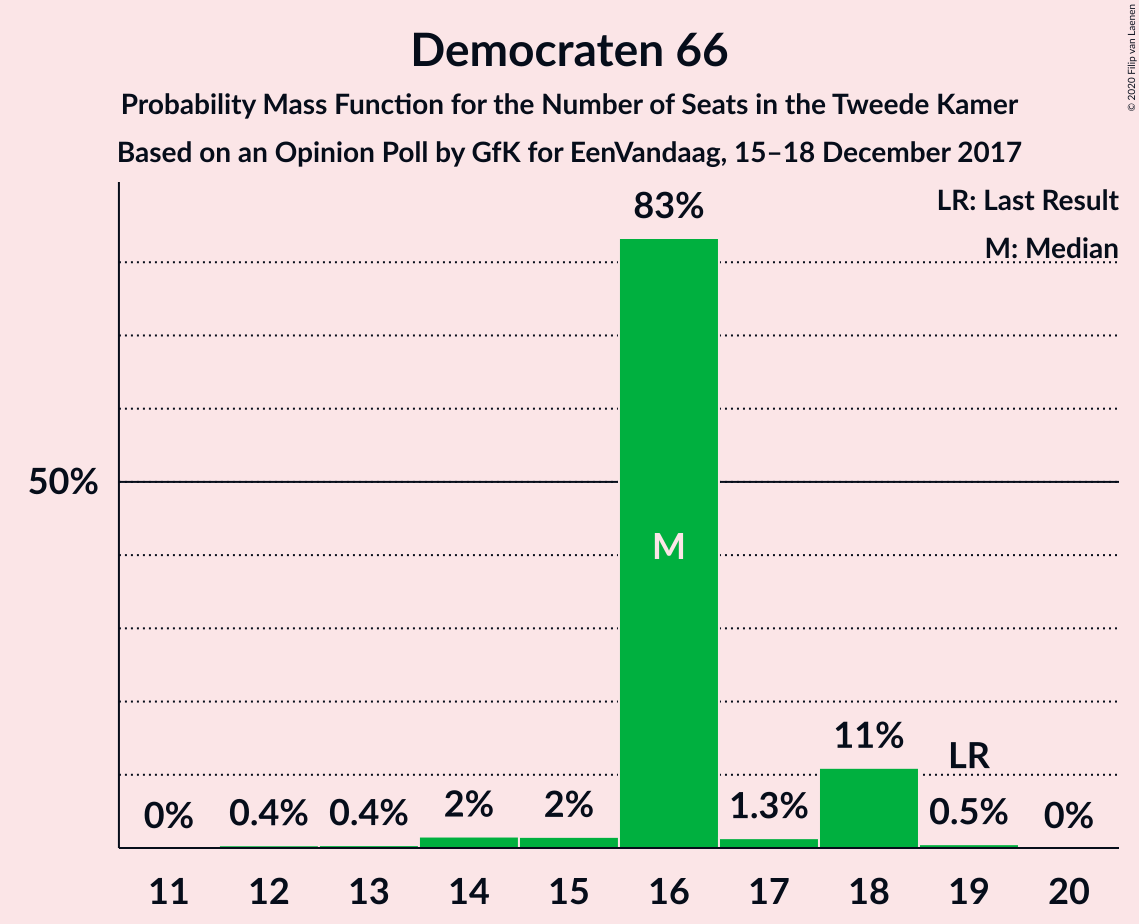 Democraten 66
Probability Mass Function for the Number of Seats in the Tweede Kamer
Based on an Opinion Poll by GfK for EenVandaag, 15–18 December 2017
© 2020 Filip van Laenen
LR: Last Result
M: Median
50%
0%
0.4%
0.4%
2%
2%
83%
M
1.3%
11%
LR
0.5%
0%
11 12 13 14 15 16 17 18 19 20